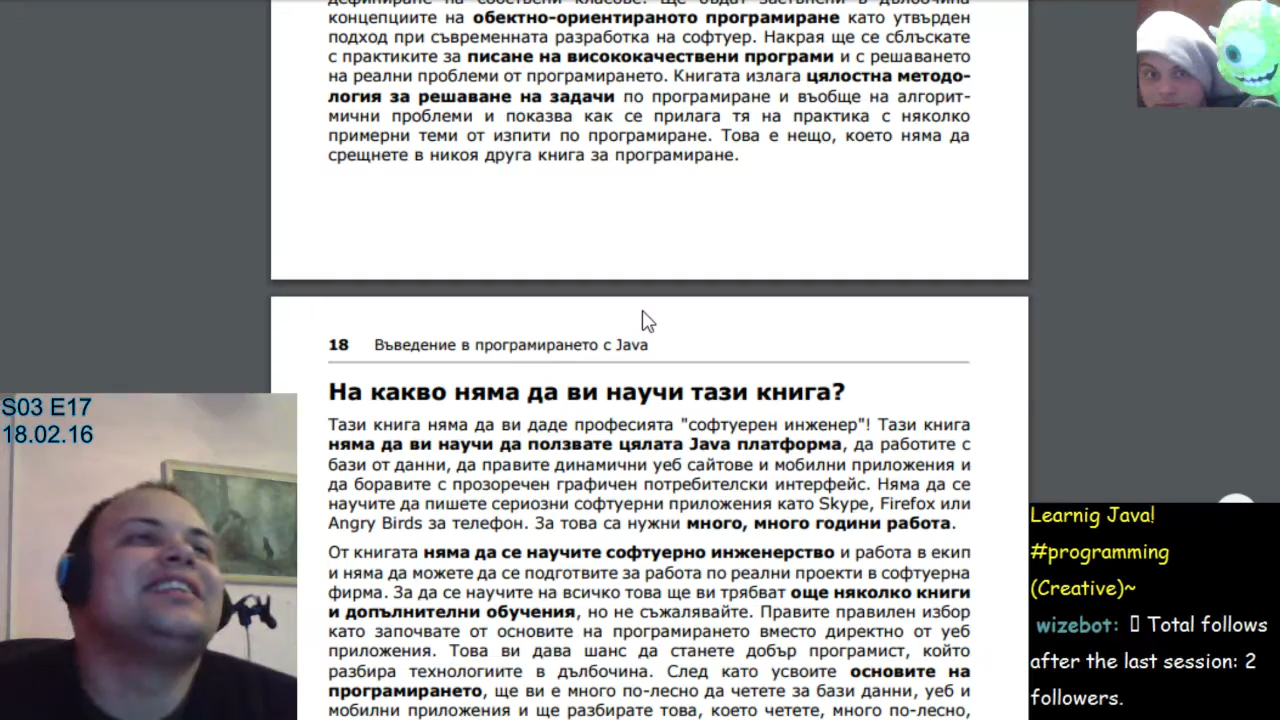 дефиниране на собствени класове. Ще бъдат застъпени в дълбочина
концепциите на обектно-ориентираното програмиране като утвърден
подход при съвременната разработка на софтуер. Накрая ще се сблъскате
с практиките за писане на висококачествени програми и с решаването
на реални проблеми от програмирането. Книгата излага цялостна методо-
логия за решаване на задачи по програмиране и въобще на алгорит-
мични проблеми и показва как се прилага тя на практика с няколко
примерни теми от изпити по програмиране. Това е нещо, което няма да
срещнете в никоя друга книга за програмиране.
18 Въведение в програмирането с Java
На какво няма да ви научи тази книга?
Тази книга няма да ви даде професията "софтуерен инженер"! Тази книга
няма да ви научи да ползвате цялата Java платформа, да работите с
бази от данни, да правите динамични уеб сайтове и мобилни приложения и
да боравите с прозоречен графичен потребителски интерфейс. Няма да се
научите да пишете сериозни софтуерни приложения като Skype, Firefox или
Angry Birds за телефон. За това са нужни много, много години работа.
От книгата няма да се научите софтуерно инженерство и работа в екип
и няма да можете да се подготвите за работа по реални проекти в софтуерна
фирма. За да се научите на всичко това ще ви трябват още няколко книги
и допълнителни обучения, но не съжалявайте. Правите правилен избор
като започвате от основите на програмирането вместо директно от уеб
приложения. Това ви дава шанс да станете добър програмист, който
разбира технологиите в дълбочина. След като усвоите основите на
програмирането, ще ви е много по-лесно да четете за бази данни, уеб и
мобилни приложения и ще разбирате това, което четете, много по-лесно,
S03 E17
18.02.16
Learnig Java!
#programming
(Creative)~
wizebot: Total follows
after the last session: 2
followers.